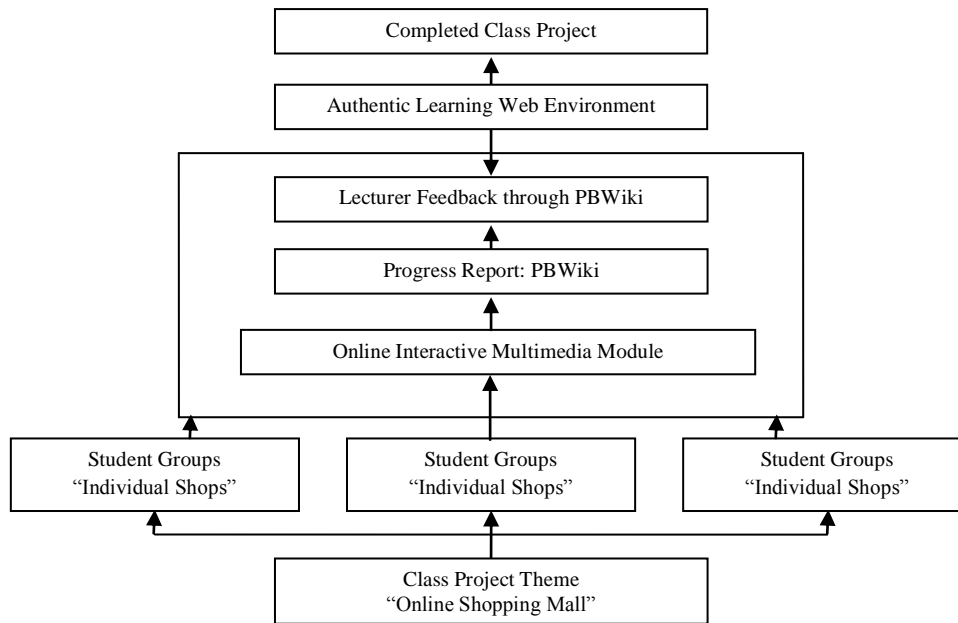 Completed Class Project
Authentic Learning Web Environment
Lecturer Feedback through PBWiki
Progress Report: PBWiki
Online Interactive Multimedia Module
Student Groups
“Individual Shops”
Student Groups
“Individual Shops”
Student Groups
“Individual Shops”
Class Project Theme
“Online Shopping Mall”